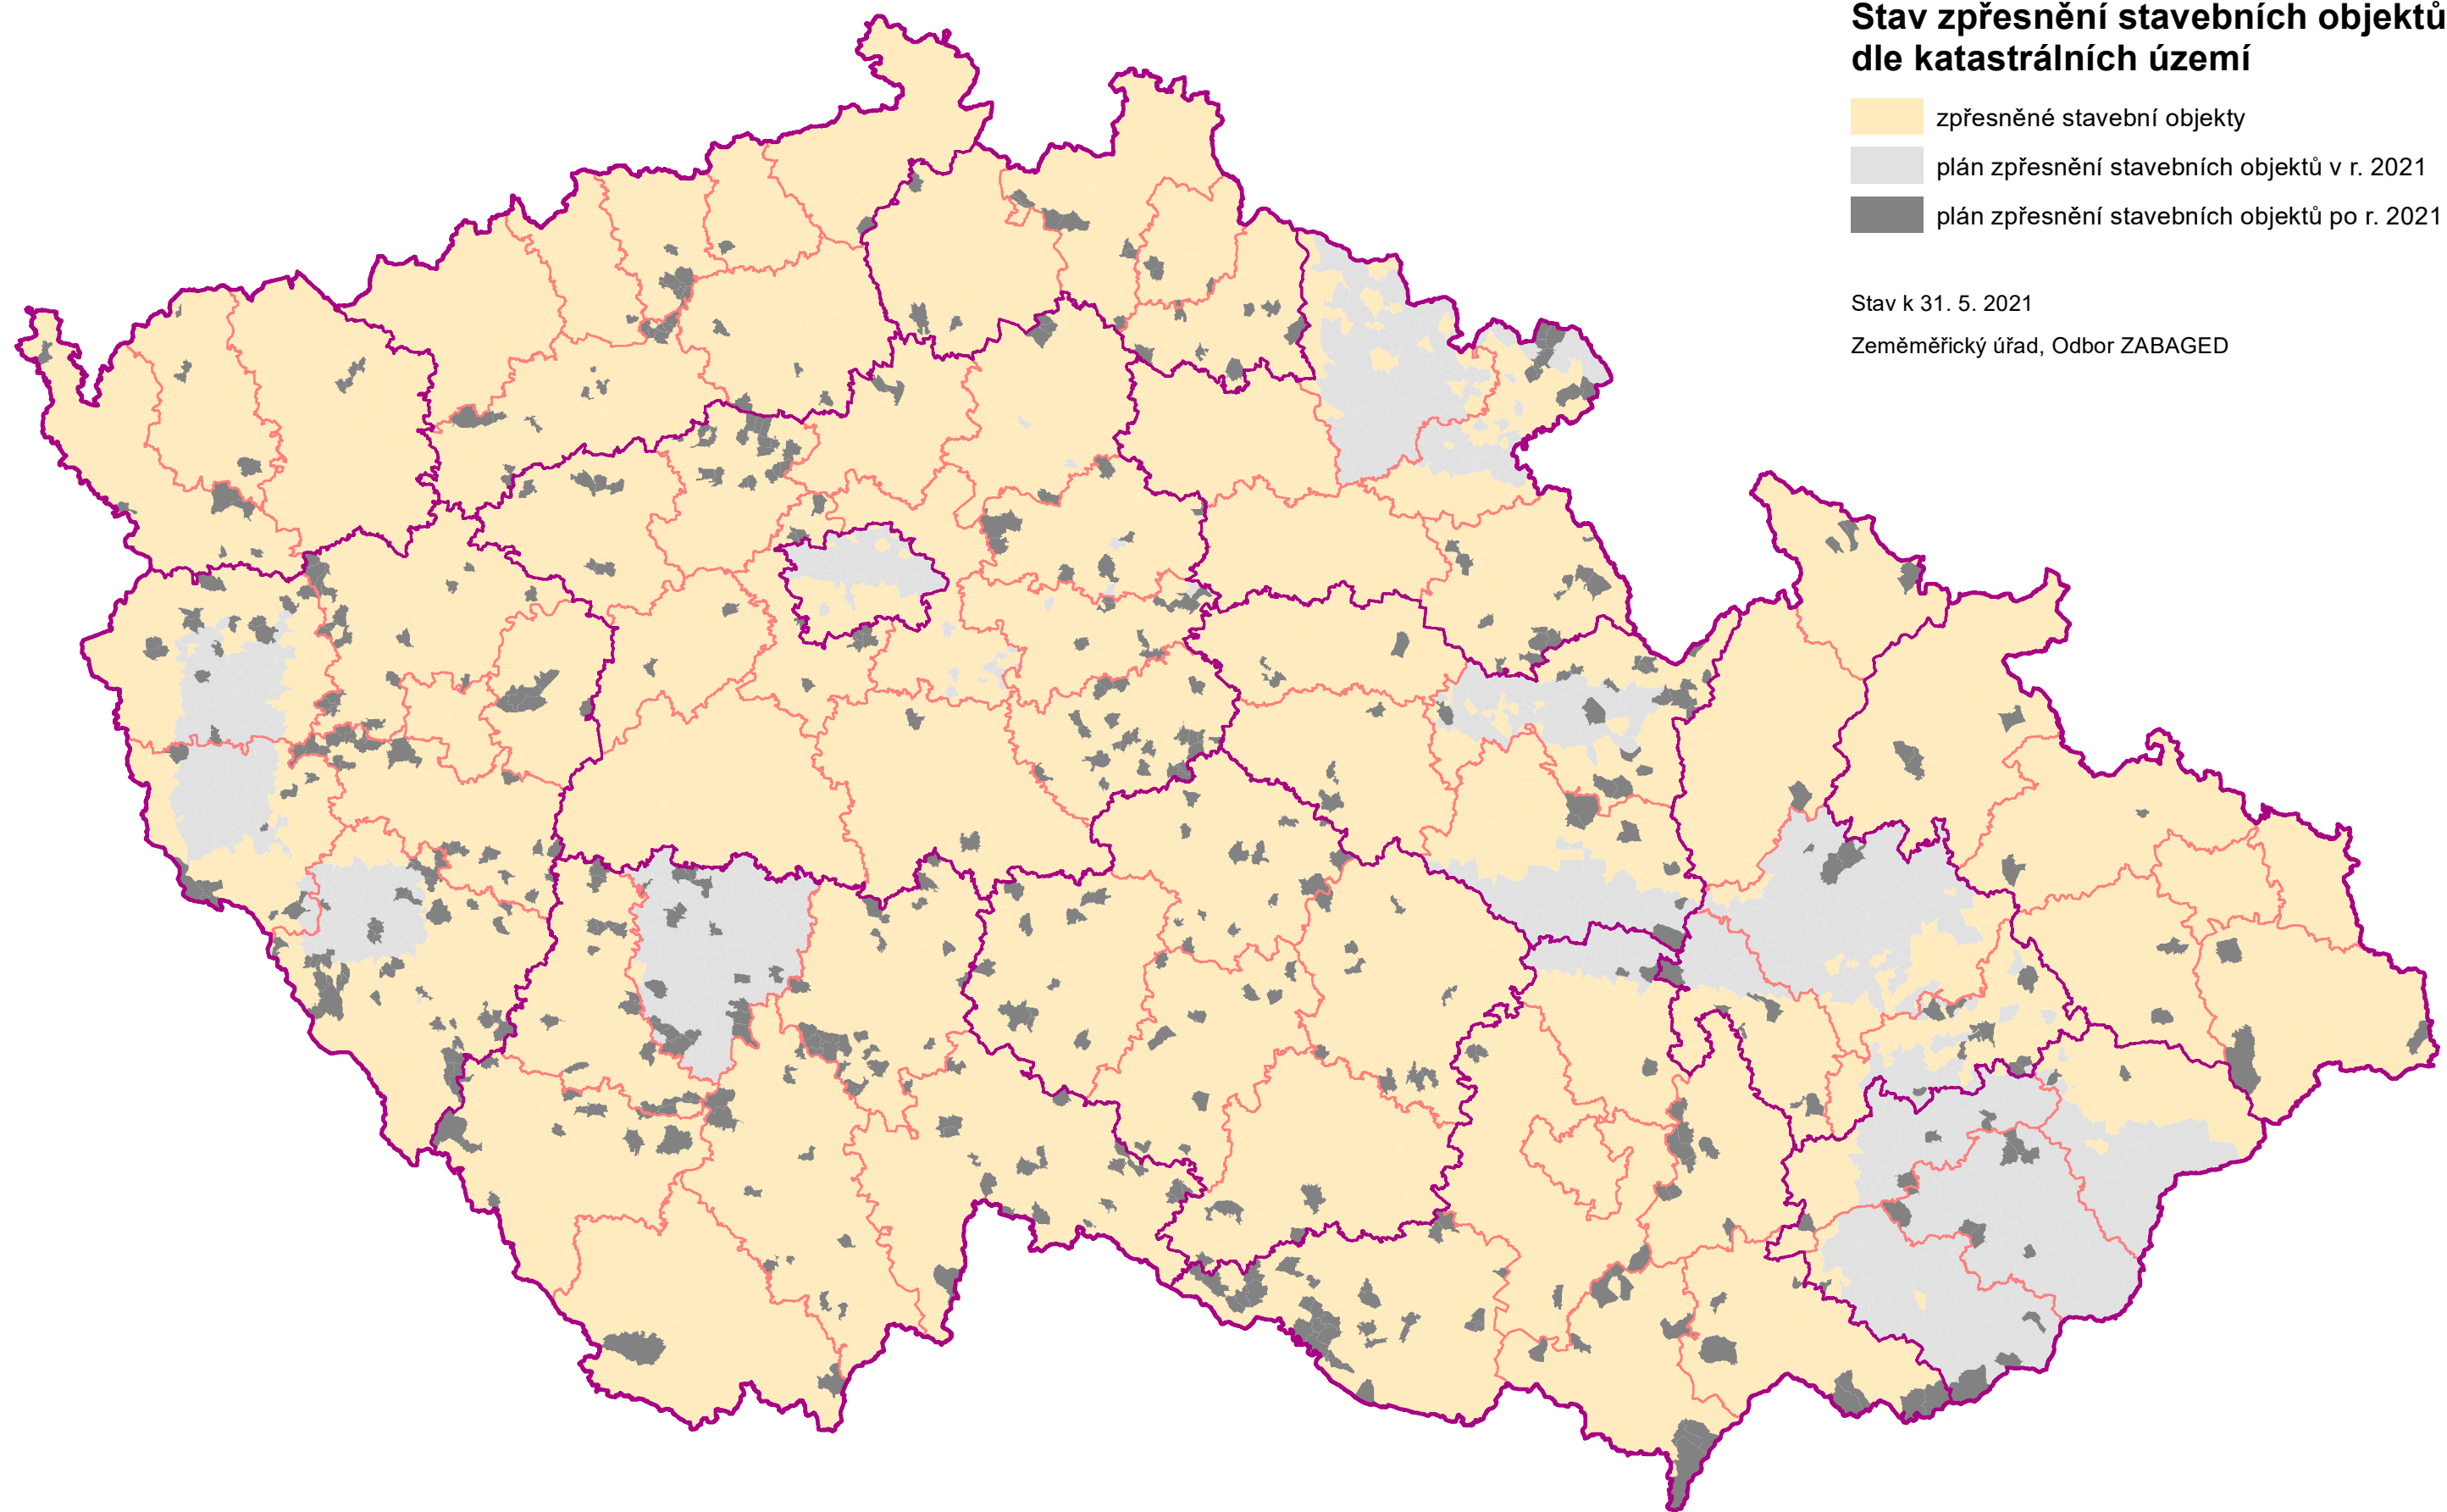 Stav zpřesnění stavebních objektů
dle katastrálních území
zpřesněné stavební objekty
plán zpřesnění stavebních objektů v r. 2021
plán zpřesnění stavebních objektů po r. 2021
Stav k 31. 5. 2021
Zeměměřický úřad, Odbor ZABAGED